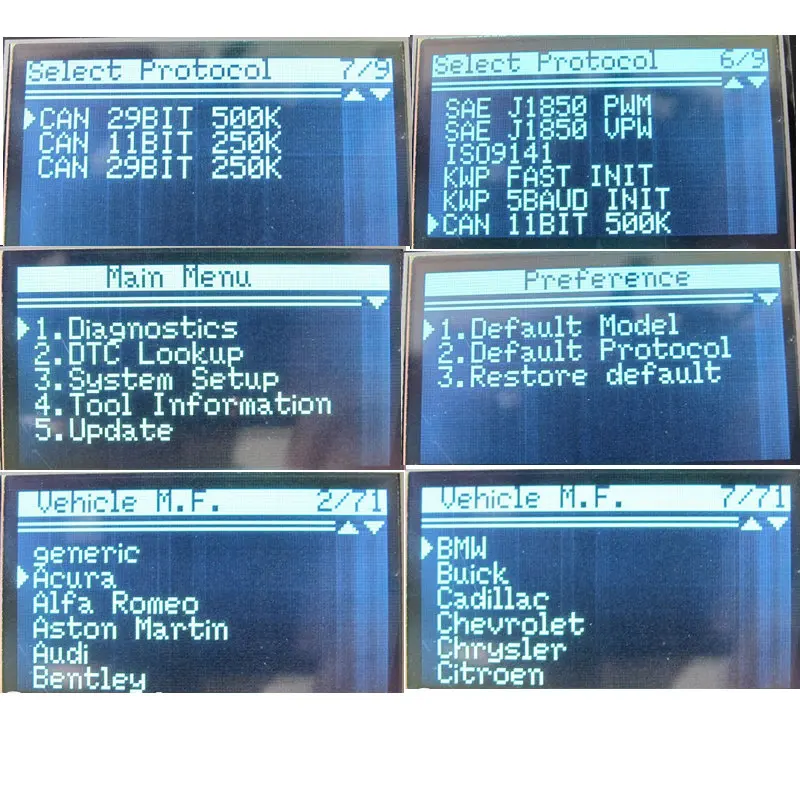 Select Protocol 7/9
CAN 29BIT 500K
CAN 11BIT 250K
CAN 29BIT 250K
Select Protocol 6/9
SAE J1850 PWM
SAE J1850 VPW
ISO9141
KWP FAST INIT
KWP 5BAUD INIT
CAN 11BIT 500K
Main Menu
1.Diagnostics
2.DTC Lookup
3.System Setup
4.Tool Information
5.Update
Preference
1.Default Model
2.Default Protocol
3.Restore default
Vehicle M.F. 2/71
generic
Acura
Alfa Romeo
Aston Martin
Audi
Bentley
Vehicle M.F. 7/71
BMW
Buick
Cadillac
Chevrolet
Chrysler
Citroen